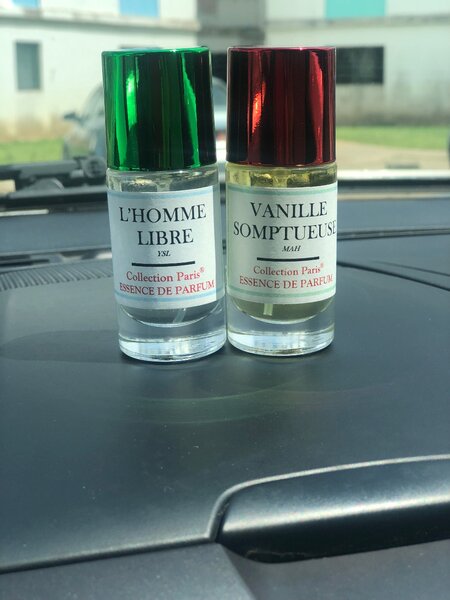 L'HOMME
LIBRE
YSL
Collection Paris®
ESSENCE DE PARFUM
VANILLE
SOMPTUEUSE
MAH
Collection Paris®
ESSENCE DE PARFUM